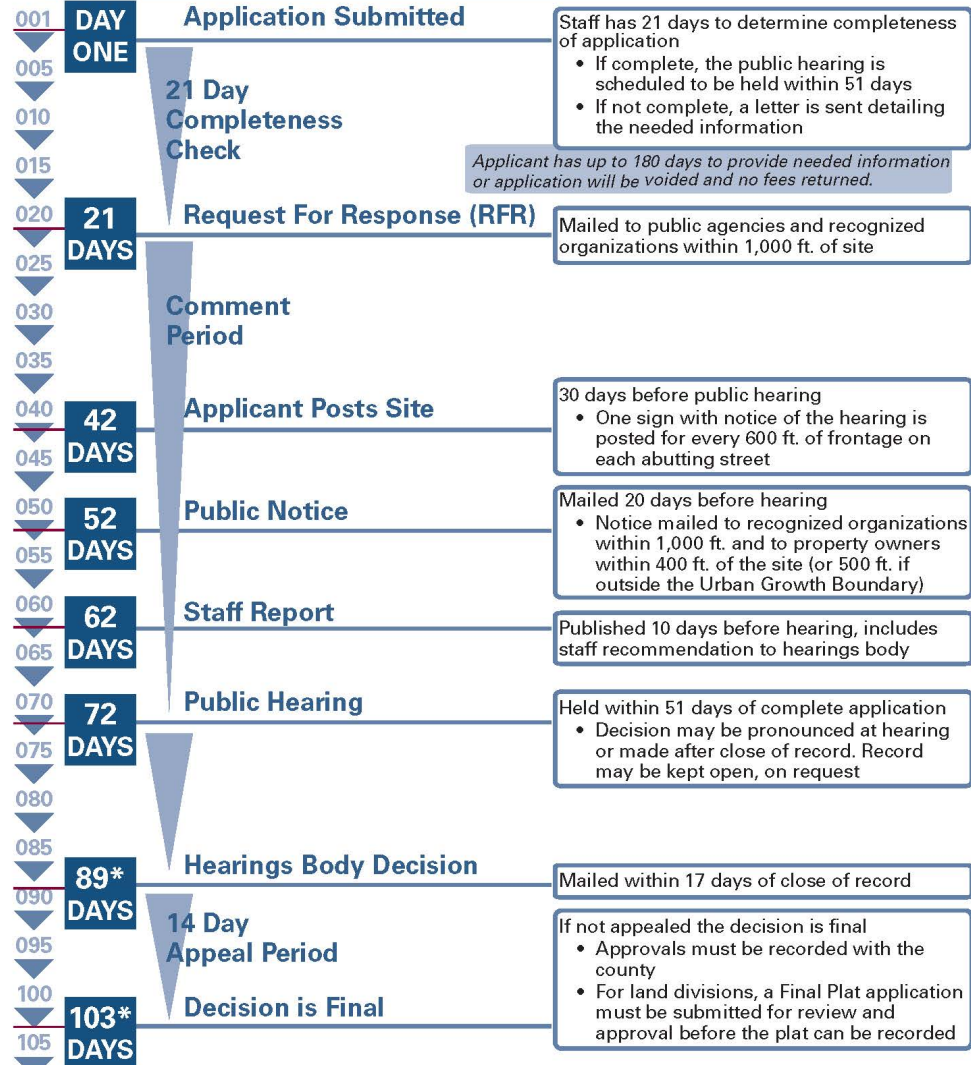 001
DAY
ONE
Application Submitted
Staff has 21 days to determine completeness
of application
• If complete, the public hearing is
scheduled to be held within 51 days
• If not complete, a letter is sent detailing
the needed information
005
21 Day
Completeness
Check
010
015
Applicant has up to 180 days to provide needed information
or application will be voided and no fees returned.
020
21
DAYS
Request For Response (RFR)
Mailed to public agencies and recognized
organizations within 1,000 ft. of site
025
030
Comment
Period
035
040
42
DAYS
Applicant Posts Site
30 days before public hearing
• One sign with notice of the hearing is
posted for every 600 ft. of frontage on
each abutting street
045
050
52
DAYS
Public Notice
Mailed 20 days before hearing
• Notice mailed to recognized organizations
within 1,000 ft. and to property owners
within 400 ft. of the site (or 500 ft. if
outside the Urban Growth Boundary)
055
060
62
DAYS
Staff Report
Published 10 days before hearing, includes
staff recommendation to hearings body
065
070
72
DAYS
Public Hearing
Held within 51 days of complete application
• Decision may be pronounced at hearing
or made after close of record. Record
may be kept open, on request
075
080
085
89*
DAYS
Hearings Body Decision
Mailed within 17 days of close of record
090
14 Day
Appeal Period
095
If not appealed the decision is final
• Approvals must be recorded with the
county
• For land divisions, a Final Plat application
must be submitted for review and
approval before the plat can be recorded
100
103*
DAYS
Decision is Final
105